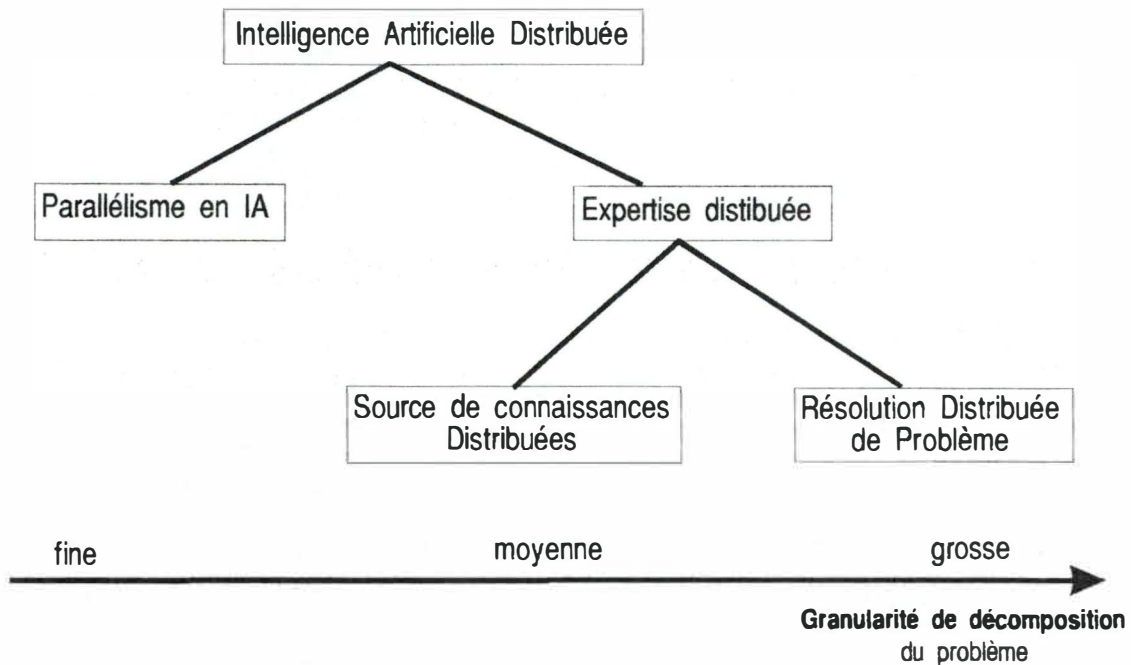 Intelligence Artificielle Distribuée
Parallélisme en IA
Expertise distibuée
Source de connaissances
Distribuées
Résolution Distribuée
de Problème
fine
moyenne
grosse
Granularité de décomposition
du problème